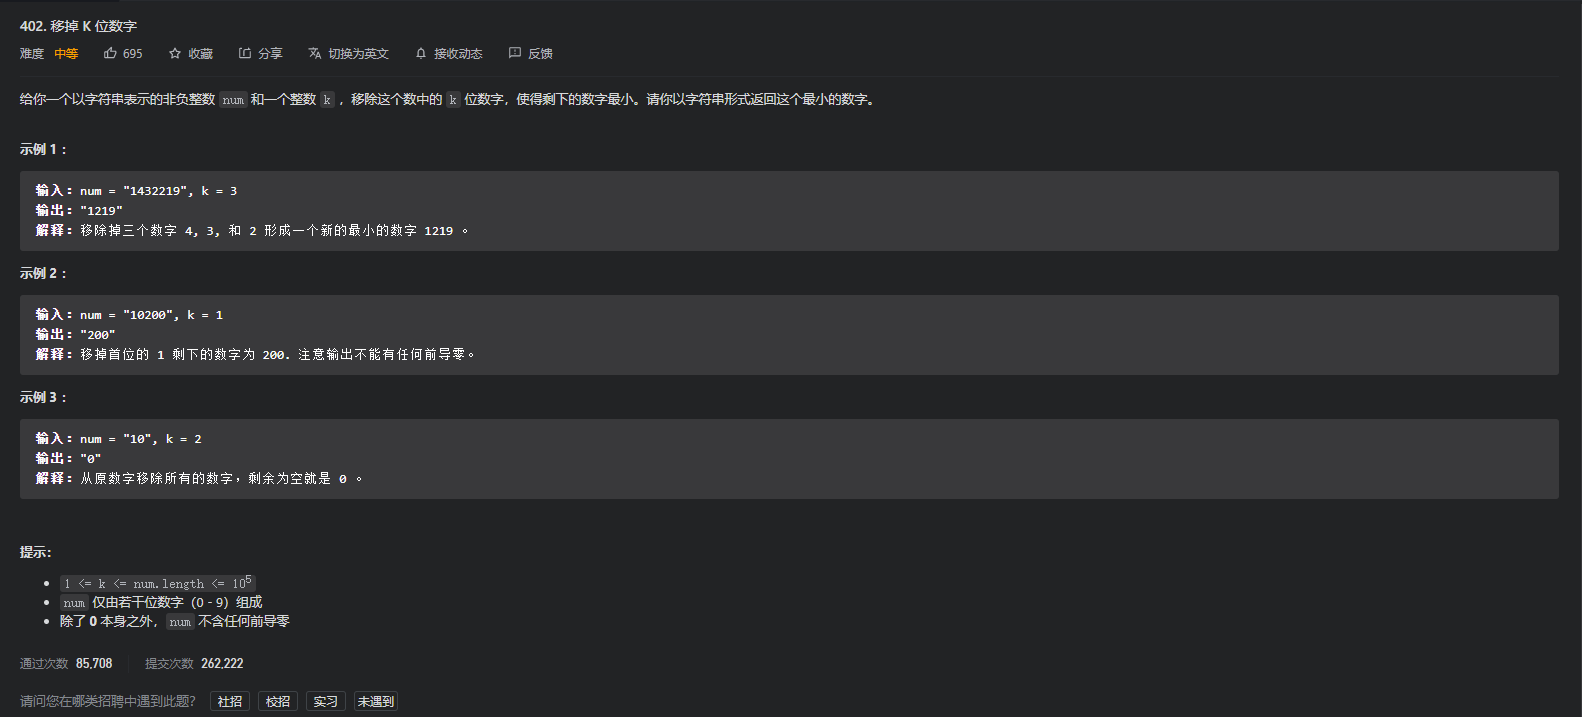 402. 移掉 K 位数字
难度 中等 695 收藏 分享 切换为英文 接收动态 反馈
给你一个以字符串表示的非负整数 num 和一个整数 k ，移除这个数中的 k 位数字，使得剩下的数字最小。请你以字符串形式返回这个最小的数字。
示例 1 ：
输入：num = "1432219", k = 3
输出："1219"
解释：移除掉三个数字 4, 3, 和 2 形成一个新的最小的数字 1219 。
示例 2 ：
输入：num = "10200", k = 1
输出："200"
解释：移掉首位的 1 剩下的数字为 200. 注意输出不能有任何前导零。
示例 3 ：
输入：num = "10", k = 2
输出："0"
解释：从原数字移除所有的数字，剩余为空就是 0 。
提示：
1 <= k <= num.length <= 10⁵
num 仅由若干位数字（0 - 9）组成
除了 0 本身之外，num 不含任何前导零
通过次数 85,708 提交次数 262,222
请问您在哪类招聘中遇到此题？ 社招 校招 实习 未遇到